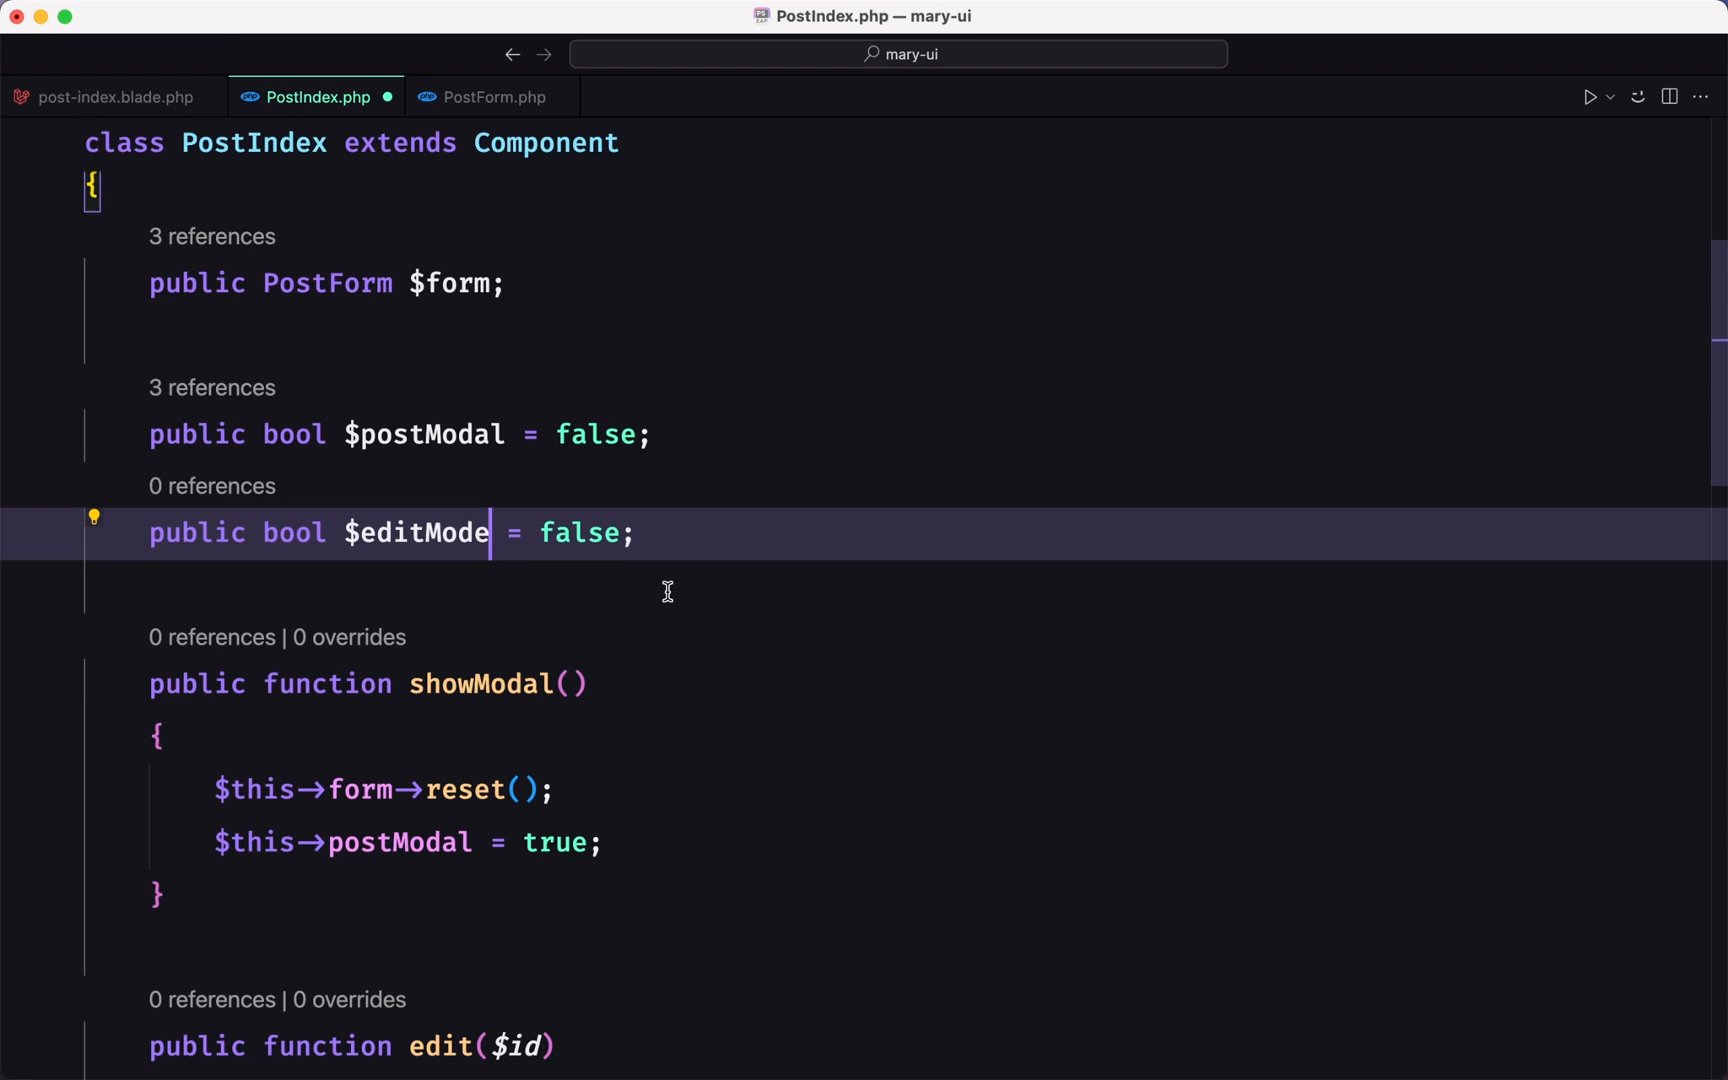 PostIndex.php — mary-ui
mary-ui
post-index.blade.php
PostIndex.php
PostForm.php
class PostIndex extends Component
{
3 references
public PostForm $form;
3 references
public bool $postModal = false;
0 references
public bool $editMode = false;
0 references | 0 overrides
public function showModal()
{
$this->form->reset();
$this->postModal = true;
}
0 references | 0 overrides
public function edit($id)